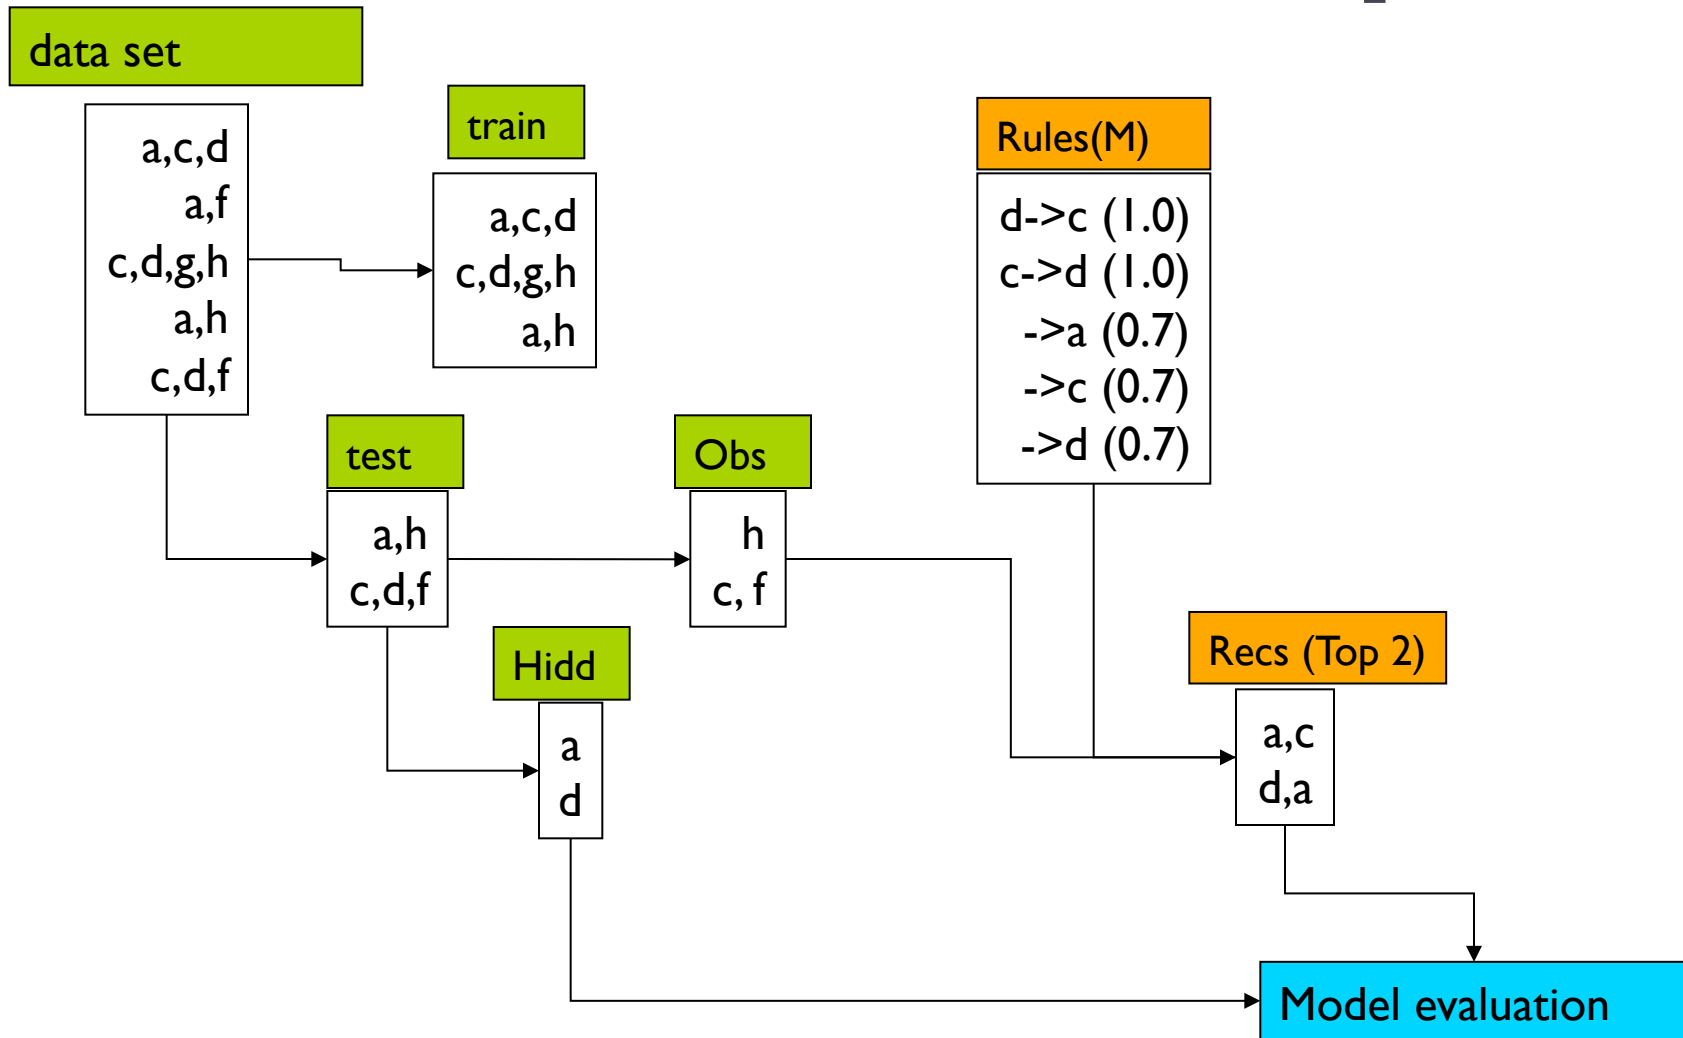 data set
a,c,d
a,f
c,d,g,h
a,h
c,d,f
train
a,c,d
c,d,g,h
a,h
Rules(M)
d->c (1.0)
c->d (1.0)
->a (0.7)
->c (0.7)
->d (0.7)
test
a,h
c,d,f
Obs
h
c, f
Hidd
a
d
Recs (Top 2)
a,c
d,a
Model evaluation